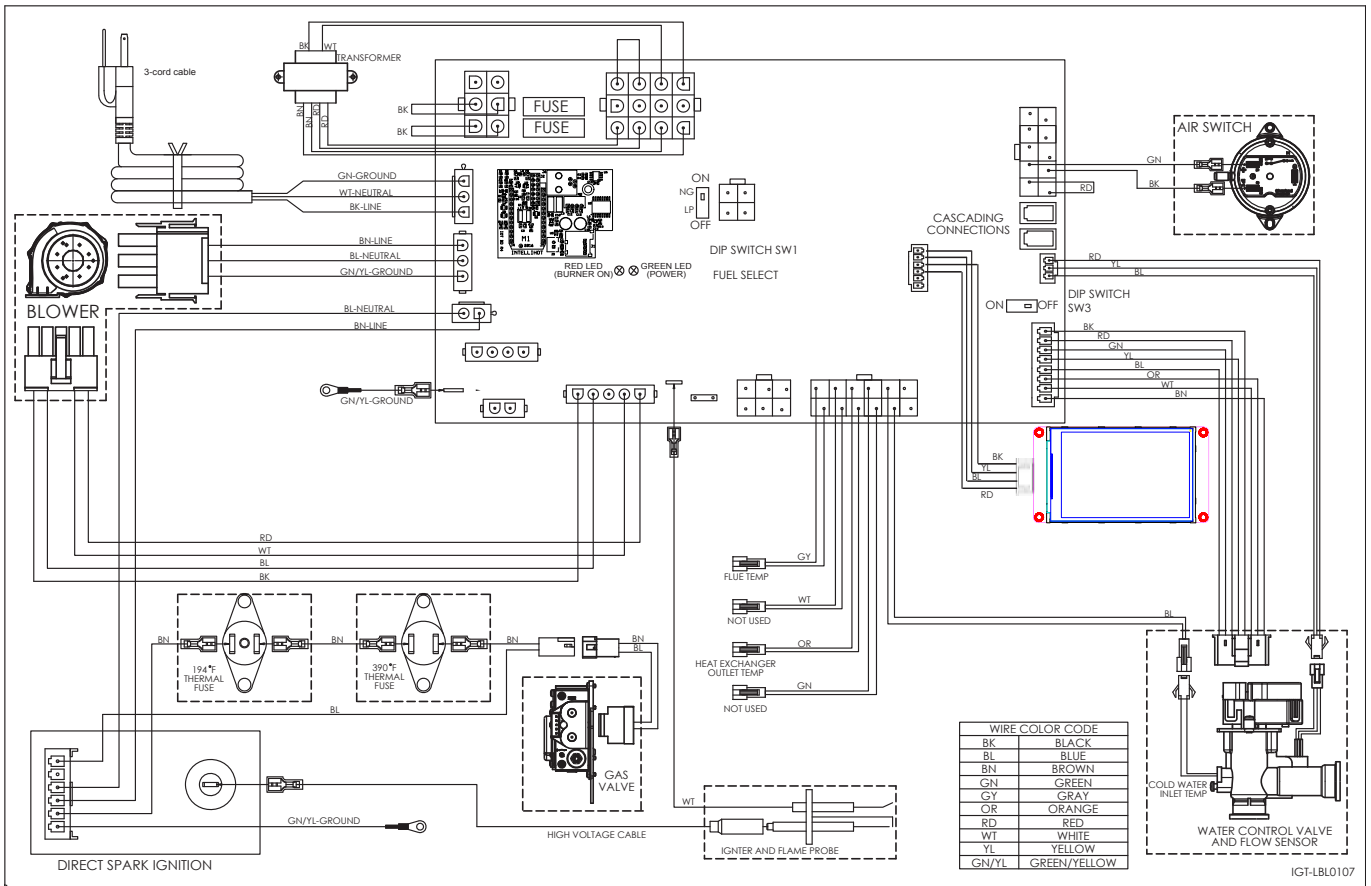 BK
WT
TRANSFORMER
3-cord cable
BN
BN
RD
RD
BK
BK
FUSE
FUSE
AIR SWITCH
GN
BK
RD
GN-GROUND
WT-NEUTRAL
BK-LINE
M1
INTELLIHOT
ON
NG
LP
OFF
DIP SWITCH SW1
FUEL SELECT
CASCADING
CONNECTIONS
BN-LINE
BL-NEUTRAL
GN/YL-GROUND
RED LED
(BURNER ON)
GREEN LED
(POWER)
RD
YL
BL
BLOWER
BL-NEUTRAL
BN-LINE
ON
OFF
DIP SWITCH
SW3
BK
RD
GN
YL
BL
OR
WT
BN
GN/YL-GROUND
BK
YL
BL
RD
RD
WT
BL
BK
GY
FLUE TEMP
WT
NOT USED
OR
HEAT EXCHANGER
OUTLET TEMP
GN
NOT USED
BL
BN
BN
BN
BN
BL
194°F
THERMAL
FUSE
390°F
THERMAL
FUSE
BL
GAS
VALVE
WIRE COLOR CODE
BK BLACK
BL BLUE
BN BROWN
GN GREEN
GY GRAY
OR ORANGE
RD RED
WT WHITE
YL YELLOW
GN/YL GREEN/YELLOW
COLD WATER
INLET TEMP
WATER CONTROL VALVE
AND FLOW SENSOR
GN/YL-GROUND
WT
HIGH VOLTAGE CABLE
IGNTER AND FLAME PROBE
DIRECT SPARK IGNITION
IGT-LBL0107